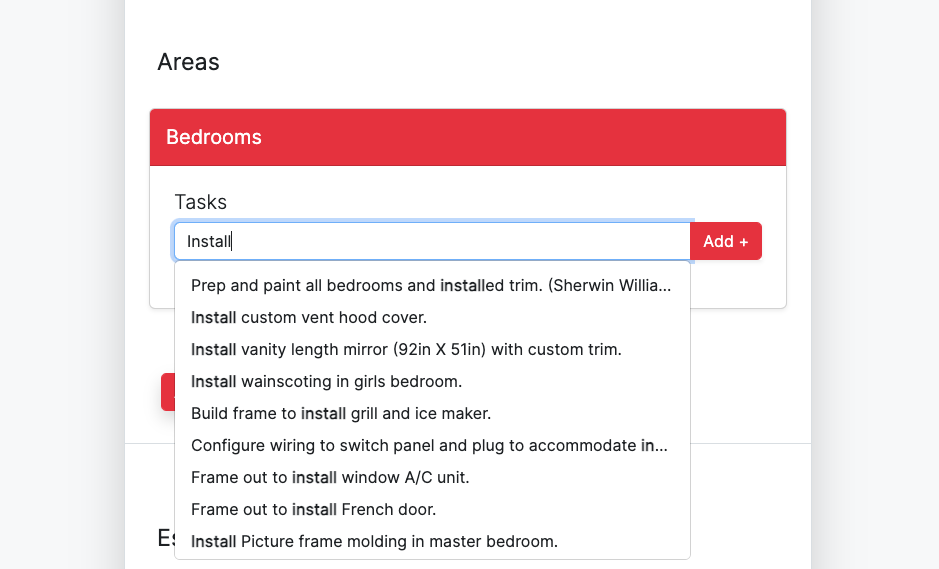 Areas
Bedrooms
Tasks
Install
Add +
Prep and paint all bedrooms and installed trim. (Sherwin Willia...
Install custom vent hood cover.
Install vanity length mirror (92in X 51in) with custom trim.
Install wainscoting in girls bedroom.
Build frame to install grill and ice maker.
Configure wiring to switch panel and plug to accommodate in...
Frame out to install window A/C unit.
Frame out to install French door.
Install Picture frame molding in master bedroom.